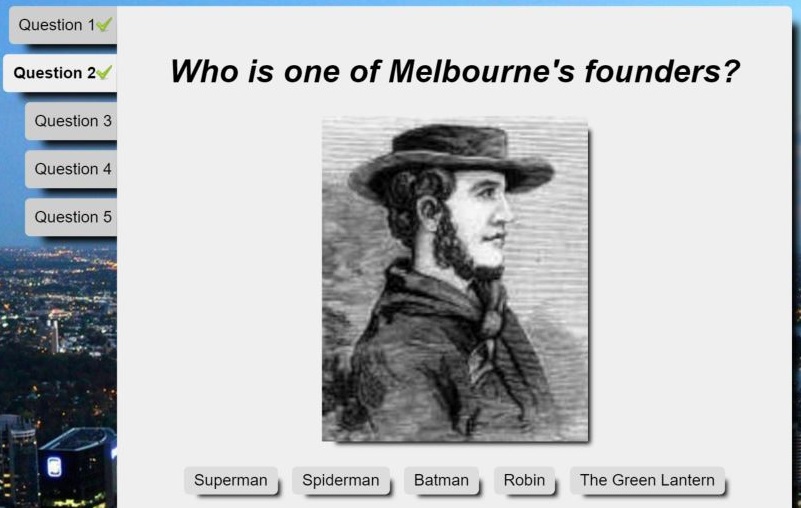 Question 1
Question 2
Question 3
Question 4
Question 5
Who is one of Melbourne's founders?
Superman
Spiderman
Batman
Robin
The Green Lantern